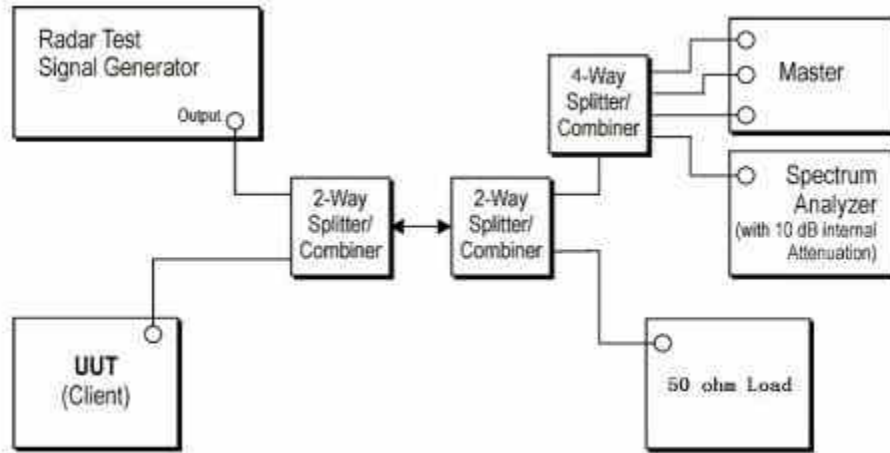 Radar Test
Signal Generator
Output
4-Way
Splitter/
Combiner
Master
Spectrum
Analyzer
(with 10 dB internal
Attenuation)
2-Way
Splitter/
Combiner
2-Way
Splitter/
Combiner
UUT
(Client)
50 ohm Load